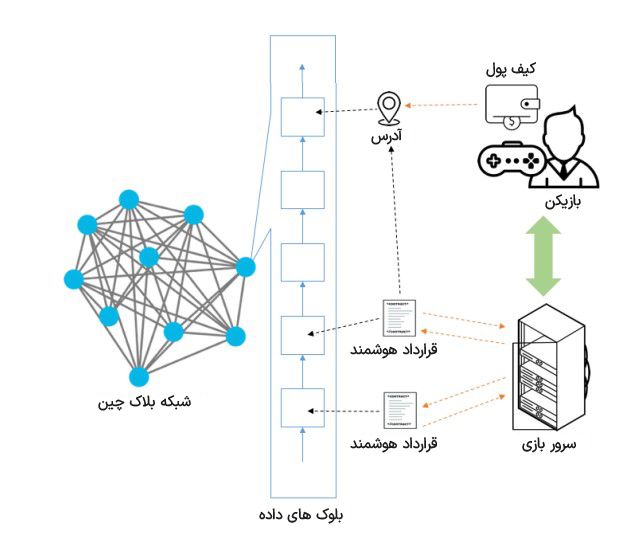 کیف پول
آدرس
بازیکن
قرارداد هوشمند
شبکه بلاک چین
قرارداد هوشمند
سرور بازی
بلوک های داده